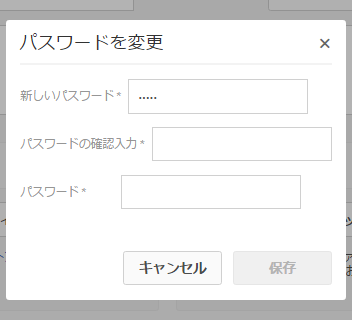 パスワードを変更 ×
新しいパスワード *
•••••
パスワードの確認入力 *
パスワード *
キャンセル 保存